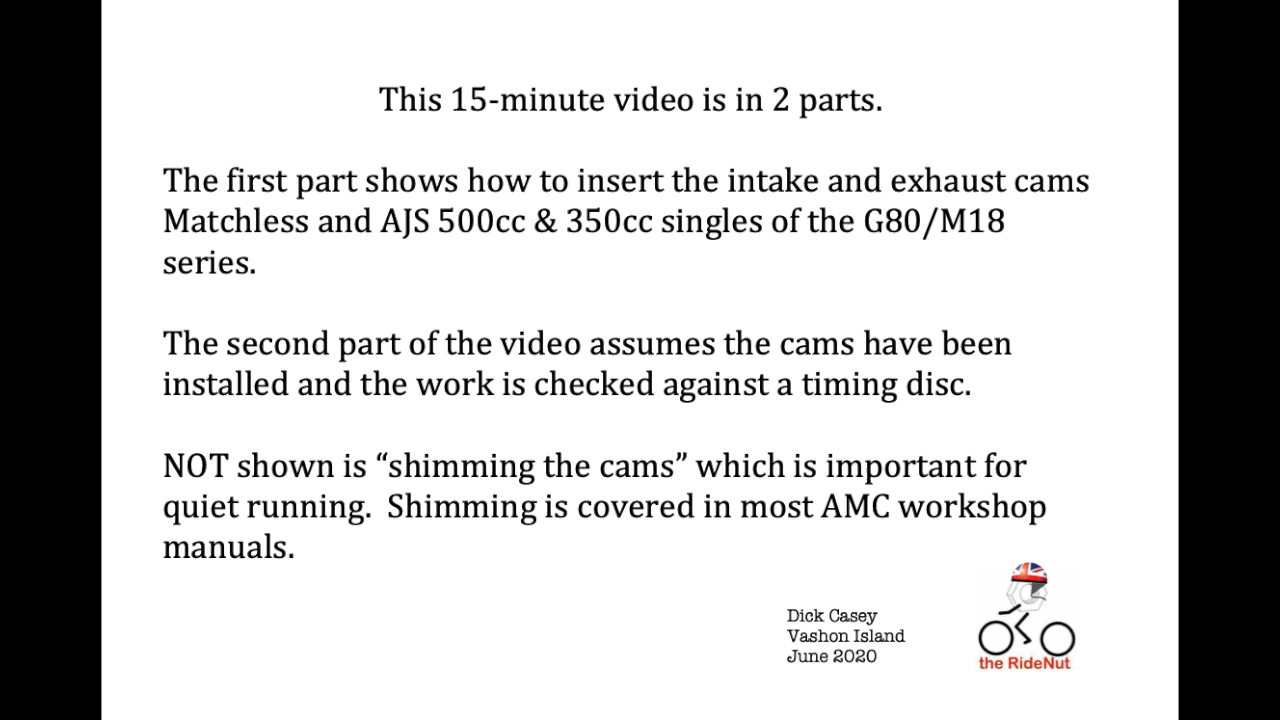 This 15-minute video is in 2 parts.
The first part shows how to insert the intake and exhaust cams
Matchless and AJS 500cc & 350cc singles of the G80/M18
series.
The second part of the video assumes the cams have been
installed and the work is checked against a timing disc.
NOT shown is “shimming the cams” which is important for
quiet running.  Shimming is covered in most AMC workshop
manuals.
Dick Casey
Vashon Island
June 2020
the RideNut